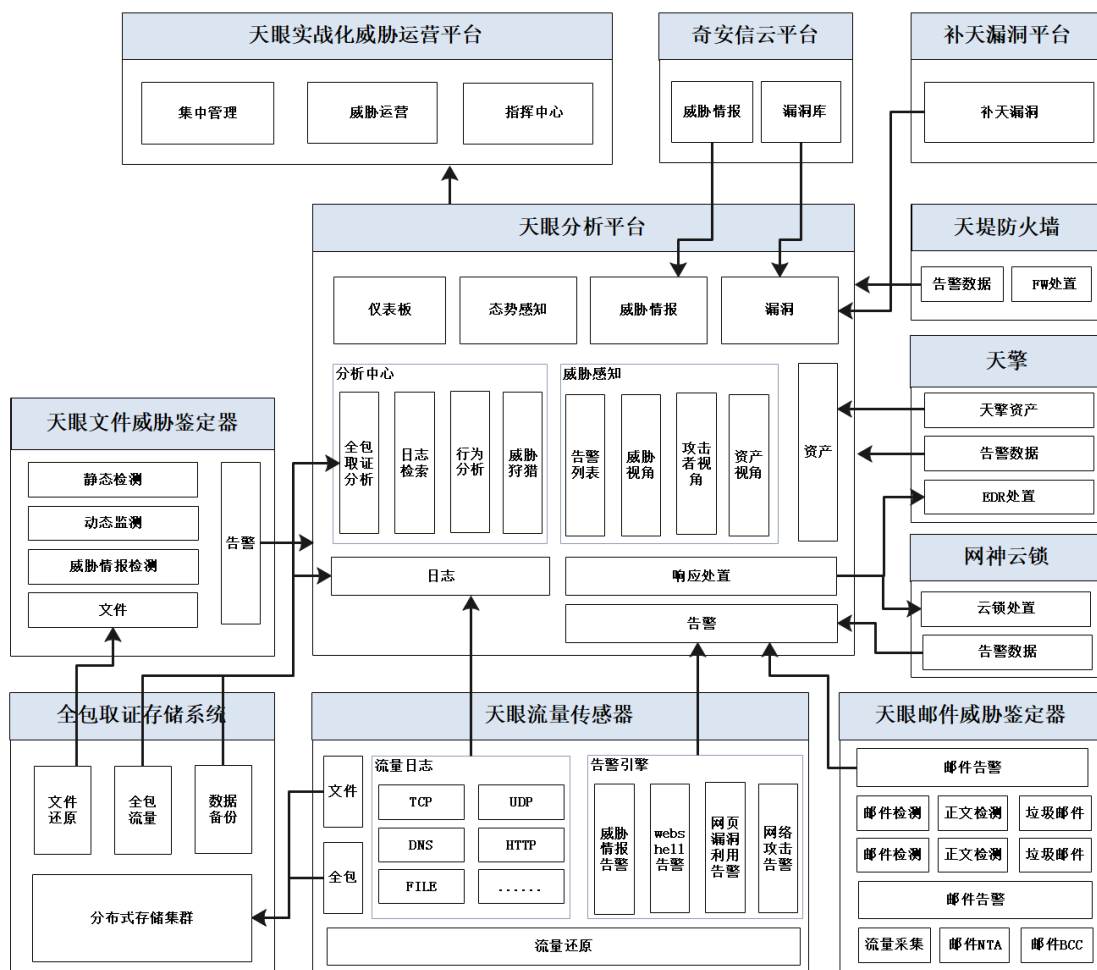 天眼实战化威胁运营平台
集中管理
威胁运营
指挥中心
奇安信云平台
威胁情报
漏洞库
补天漏洞平台
补天漏洞
天眼分析平台
仪表板
态势感知
威胁情报
漏洞
分析中心
全包
取证
分析
日志
检索
行为
分析
威胁
狩猎
威胁感知
告警
列表
威胁
视角
攻击
者视
角
资产
视角
资产
日志
响应处置
告警
天堤防火墙
告警数据
FW处置
天擎
天擎资产
告警数据
EDR处置
网神云锁
云锁处置
告警数据
天眼文件威胁鉴定器
静态检测
动态监测
威胁情报检测
文件
告警
全包取证存储系统
文件
还原
全包
流量
数据
备份
分布式存储集群
天眼流量传感器
文件
全包
流量日志
TCP
UDP
DNS
HTTP
FILE
......
告警引擎
威胁
情报
告警
webs
hell
告警
网页
漏洞
利用
告警
网络
攻击
告警
流量还原
天眼邮件威胁鉴定器
邮件告警
邮件检测
正文检测
垃圾邮件
邮件检测
正文检测
垃圾邮件
邮件告警
流量采集
邮件NTA
邮件BCC